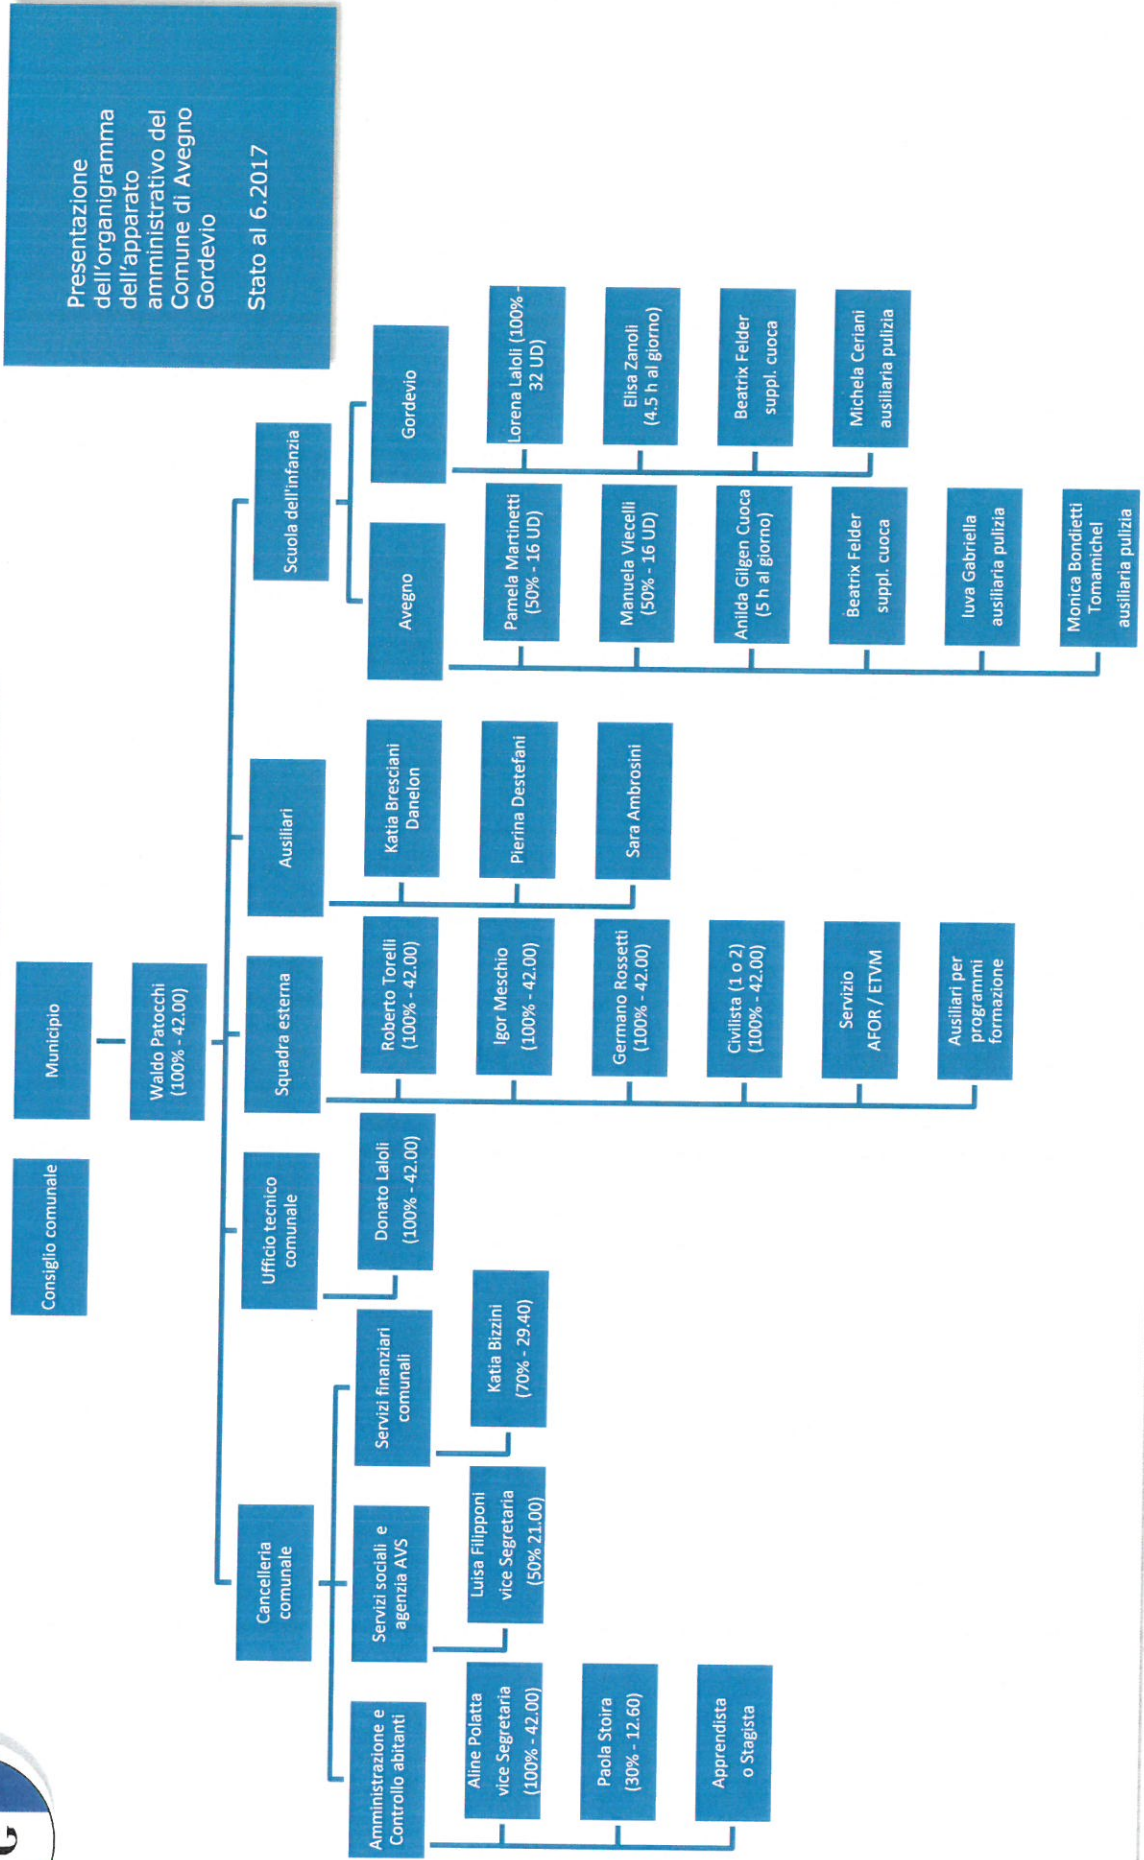 G
Presentazione
dell'organigramma
dell'apparato
amministrativo del
Comune di Avegno
Gordevio
Stato al 6.2017
Consiglio comunale
Municipio
Waldo Patocchi
(100% - 42.00)
Cancelleria
comunale
Amministrazione e
Controllo abitanti
Aline Polatta
vice Segretaria
(100% - 42.00)
Paola Stoira
(30% - 12.60)
Apprendista
o Stagista
Servizi sociali e
agenzia AVS
Luisa Filipponi
vice Segretaria
(50% 21.00)
Servizi finanziari
comunali
Katia Bizzini
(70% - 29.40)
Ufficio tecnico
comunale
Donato Laloli
(100% - 42.00)
Squadra esterna
Roberto Torelli
(100% - 42.00)
Igor Meschio
(100% - 42.00)
Germano Rossetti
(100% - 42.00)
Civilista (1 o 2)
(100% - 42.00)
Servizio
AFOR / ETVM
Ausiliari per
programmi
formazione
Ausiliari
Katia Bresciani
Danelon
Pierina Destefani
Sara Ambrosini
Scuola dell'infanzia
Avegno
Pamela Martinetti
(50% - 16 UD)
Manuela Viecelli
(50% - 16 UD)
Anilda Gilgen Cuoca
(5 h al giorno)
Beatrix Felder
suppl. cuoca
Iuva Gabriella
ausiliaria pulizia
Monica Bondietti
Tomamichel
ausiliaria pulizia
Gordevio
Lorena Laloli (100% -
32 UD)
Elisa Zanoli
(4.5 h al giorno)
Beatrix Felder
suppl. cuoca
Michela Ceriani
ausiliaria pulizia